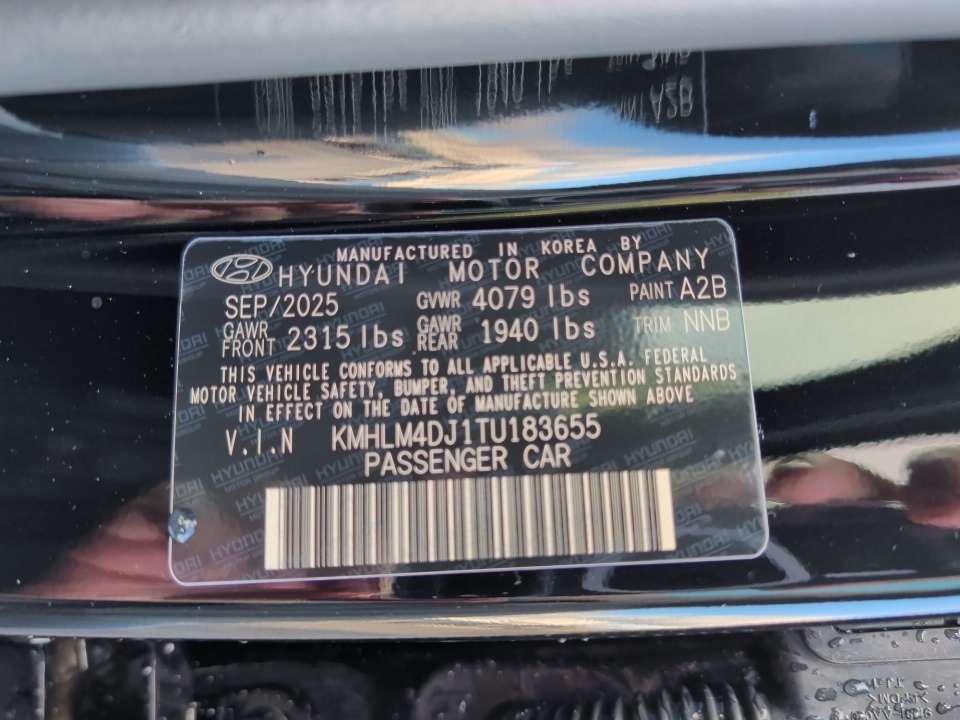 MANUFACTURED IN KOREA BY
HYUNDAI MOTOR COMPANY
SEP/2025 GVWR 4079 lbs PAINT A2B
GAWR FRONT 2315 lbs GAWR REAR 1940 lbs TRIM NNB
THIS VEHICLE CONFORMS TO ALL APPLICABLE U.S.A. FEDERAL
MOTOR VEHICLE SAFETY, BUMPER, AND THEFT PREVENTION STANDARDS
IN EFFECT ON THE DATE OF MANUFACTURE SHOWN ABOVE
V.I.N KMHLM4DJ1TU183655
PASSENGER CAR